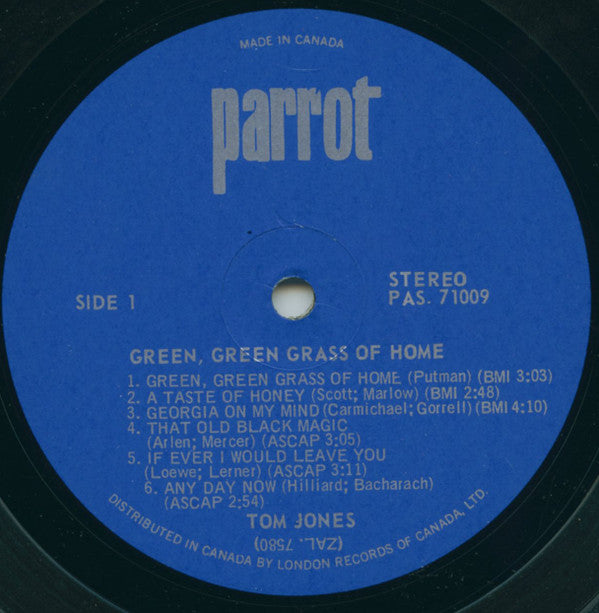 MADE IN CANADA
parrot
SIDE 1
STEREO
PAS. 71009
GREEN, GREEN GRASS OF HOME
1. GREEN, GREEN GRASS OF HOME (Putman) (BMI 3:03)
2. A TASTE OF HONEY (Scott; Marlow) (BMI 2:48)
3. GEORGIA ON MY MIND (Carmichael; Gorrell) (BMI 4:10)
4. THAT OLD BLACK MAGIC
(Arlen; Mercer) (ASCAP 3:05)
5. IF EVER I WOULD LEAVE YOU
(Loewe; Lerner) (ASCAP 3:11)
6. ANY DAY NOW (Hilliard; Bacharach)
(ASCAP 2:54)
TOM JONES
(ZAL. 7580)
DISTRIBUTED IN CANADA BY LONDON RECORDS OF CANADA, LTD.